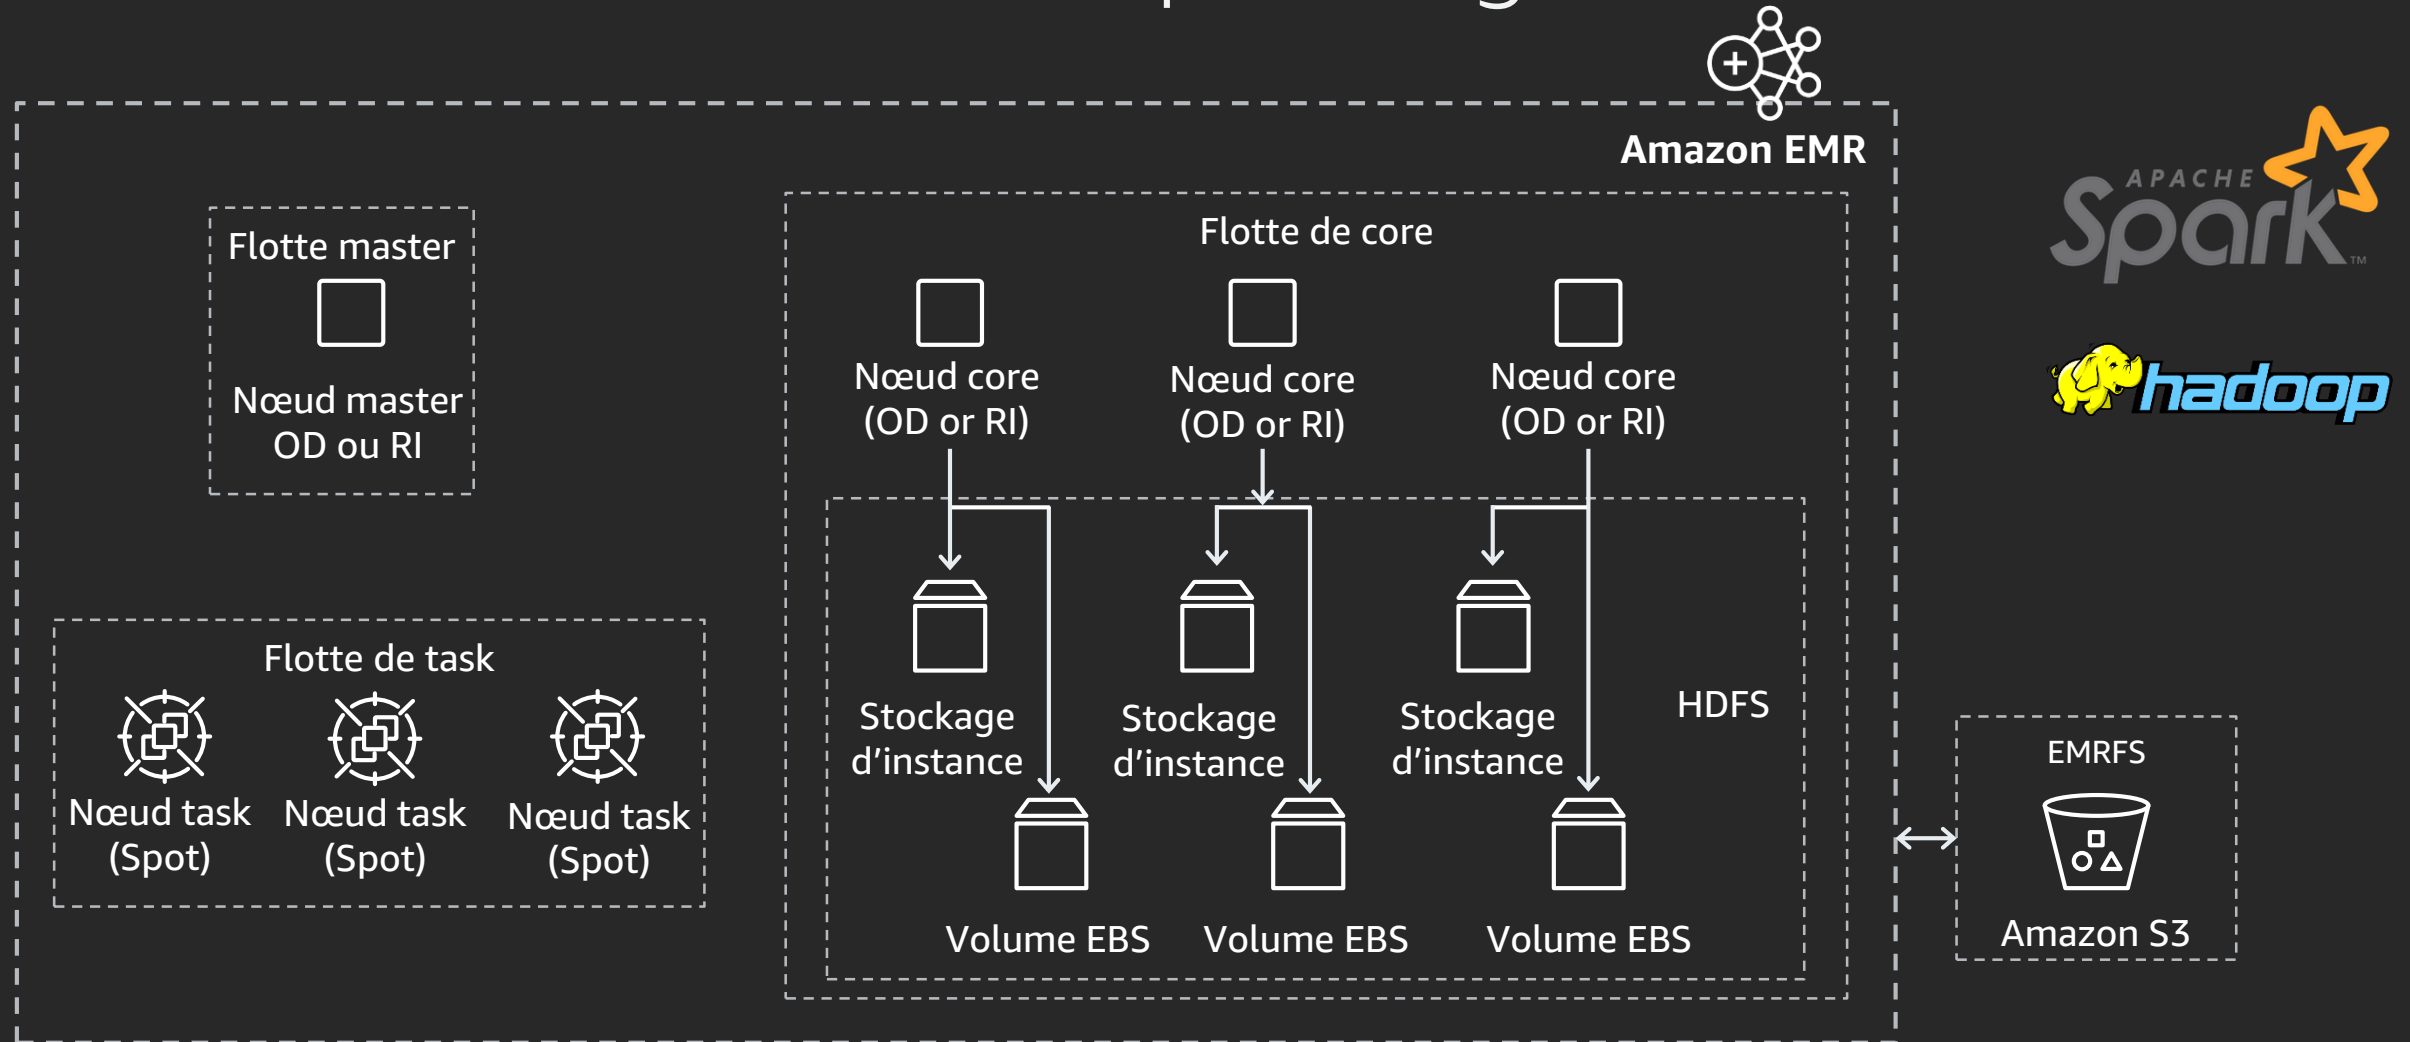 Amazon EMR
APACHE
Spark
TM
hadoop
Flotte master
Nœud master
OD ou RI
Flotte de core
Nœud core
(OD or RI)
Nœud core
(OD or RI)
Nœud core
(OD or RI)
Flotte de task
Nœud task
(Spot)
Nœud task
(Spot)
Nœud task
(Spot)
Stockage
d’instance
Stockage
d’instance
Stockage
d’instance
HDFS
Volume EBS
Volume EBS
Volume EBS
EMRFS
Amazon S3